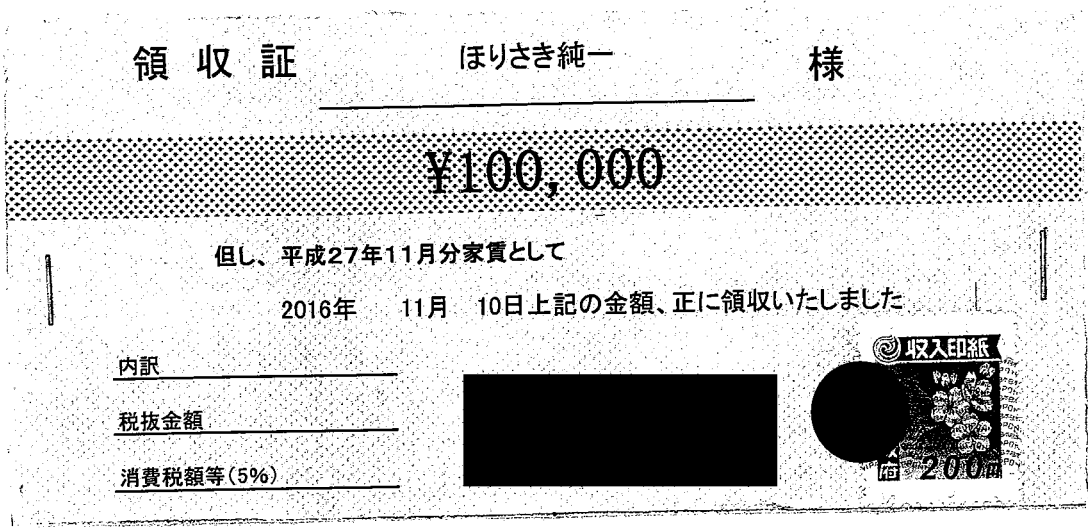 領収証 ほりさき純一 様
¥100,000
但し、平成27年11月分家賃として
2016年 11月 10日上記の金額、正に領収いたしました
収入印紙
内訳
税抜金額
消費税額等(5%)
200円